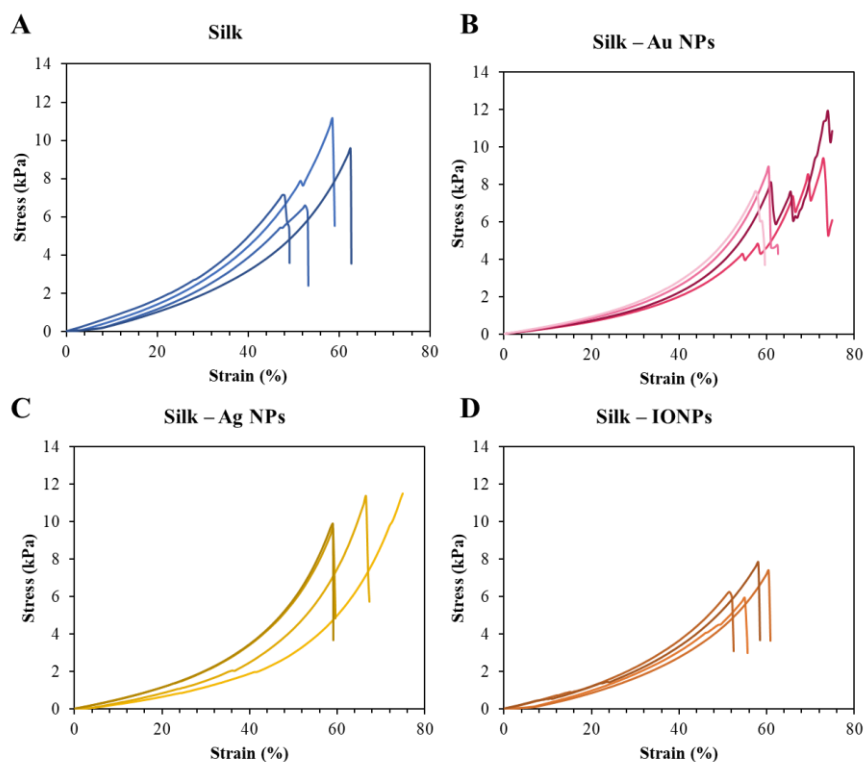 A
Silk
14
12
10
8
6
4
2
0
Stress (kPa)
0 20 40 60 80
Strain (%)
B
Silk – Au NPs
14
12
10
8
6
4
2
0
Stress (kPa)
0 20 40 60 80
Strain (%)
C
Silk – Ag NPs
14
12
10
8
6
4
2
0
Stress (kPa)
0 20 40 60 80
Strain (%)
D
Silk – IONPs
14
12
10
8
6
4
2
0
Stress (kPa)
0 20 40 60 80
Strain (%)